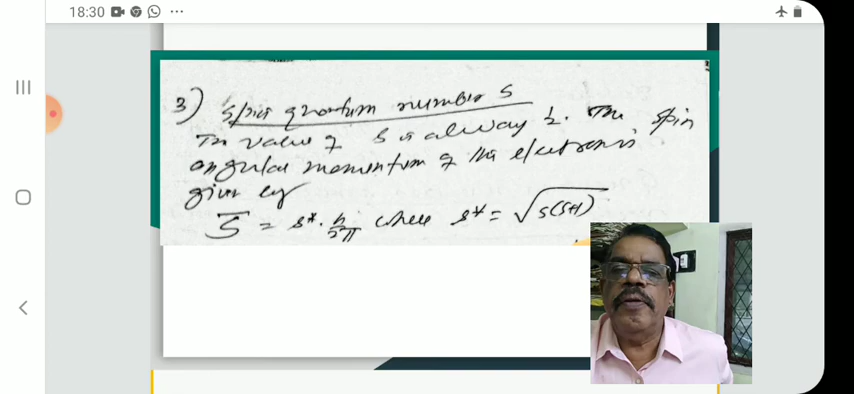 18:30
3) Spin quantum number S
The value of S is always 1/2. The spin
angular momentum of the electron is
given by
S̅ = s*. h/2π where s* = √s(s+1)